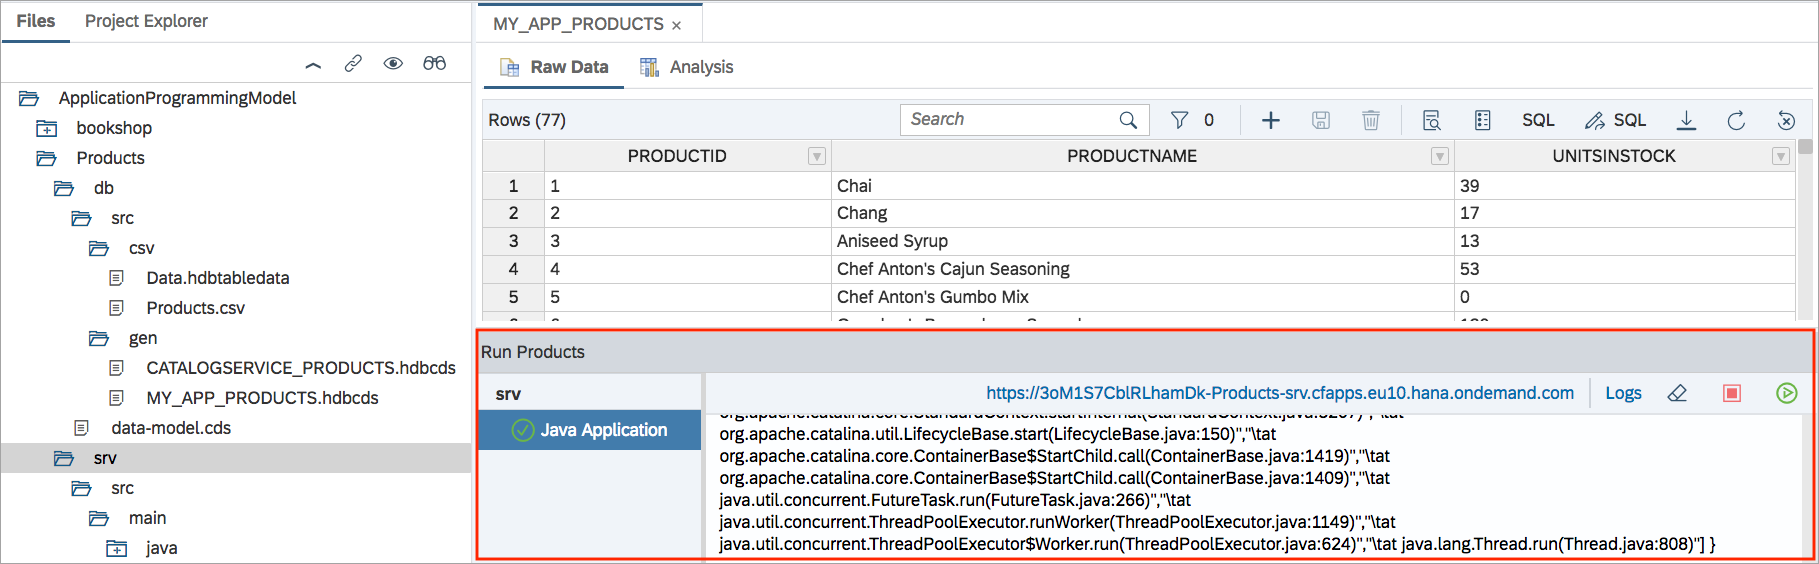 Files Project Explorer
ApplicationProgrammingModel
bookshop
Products
db
src
csv
Data.hdbtabledata
Products.csv
gen
CATALOGSERVICE_PRODUCTS.hdbcds
MY_APP_PRODUCTS.hdbcds
data-model.cds
srv
src
main
java
MY_APP_PRODUCTS ×
Raw Data Analysis
Rows (77) Search 0 SQL SQL
PRODUCTID PRODUCTNAME UNITSINSTOCK
1 1 Chai 39
2 2 Chang 17
3 3 Aniseed Syrup 13
4 4 Chef Anton's Cajun Seasoning 53
5 5 Chef Anton's Gumbo Mix 0
Run Products
srv
Java Application
https://3oM1S7CblRLhamDk-Products-srv.cfapps.eu10.hana.ondemand.com Logs
org.apache.catalina.util.LifecycleBase.start(LifecycleBase.java:150)","\tat
org.apache.catalina.core.ContainerBase$StartChild.call(ContainerBase.java:1419)","\tat
org.apache.catalina.core.ContainerBase$StartChild.call(ContainerBase.java:1409)","\tat
java.util.concurrent.FutureTask.run(FutureTask.java:266)","\tat
java.util.concurrent.ThreadPoolExecutor.runWorker(ThreadPoolExecutor.java:1149)","\tat
java.util.concurrent.ThreadPoolExecutor$Worker.run(ThreadPoolExecutor.java:624)","\tat java.lang.Thread.run(Thread.java:808)"] }